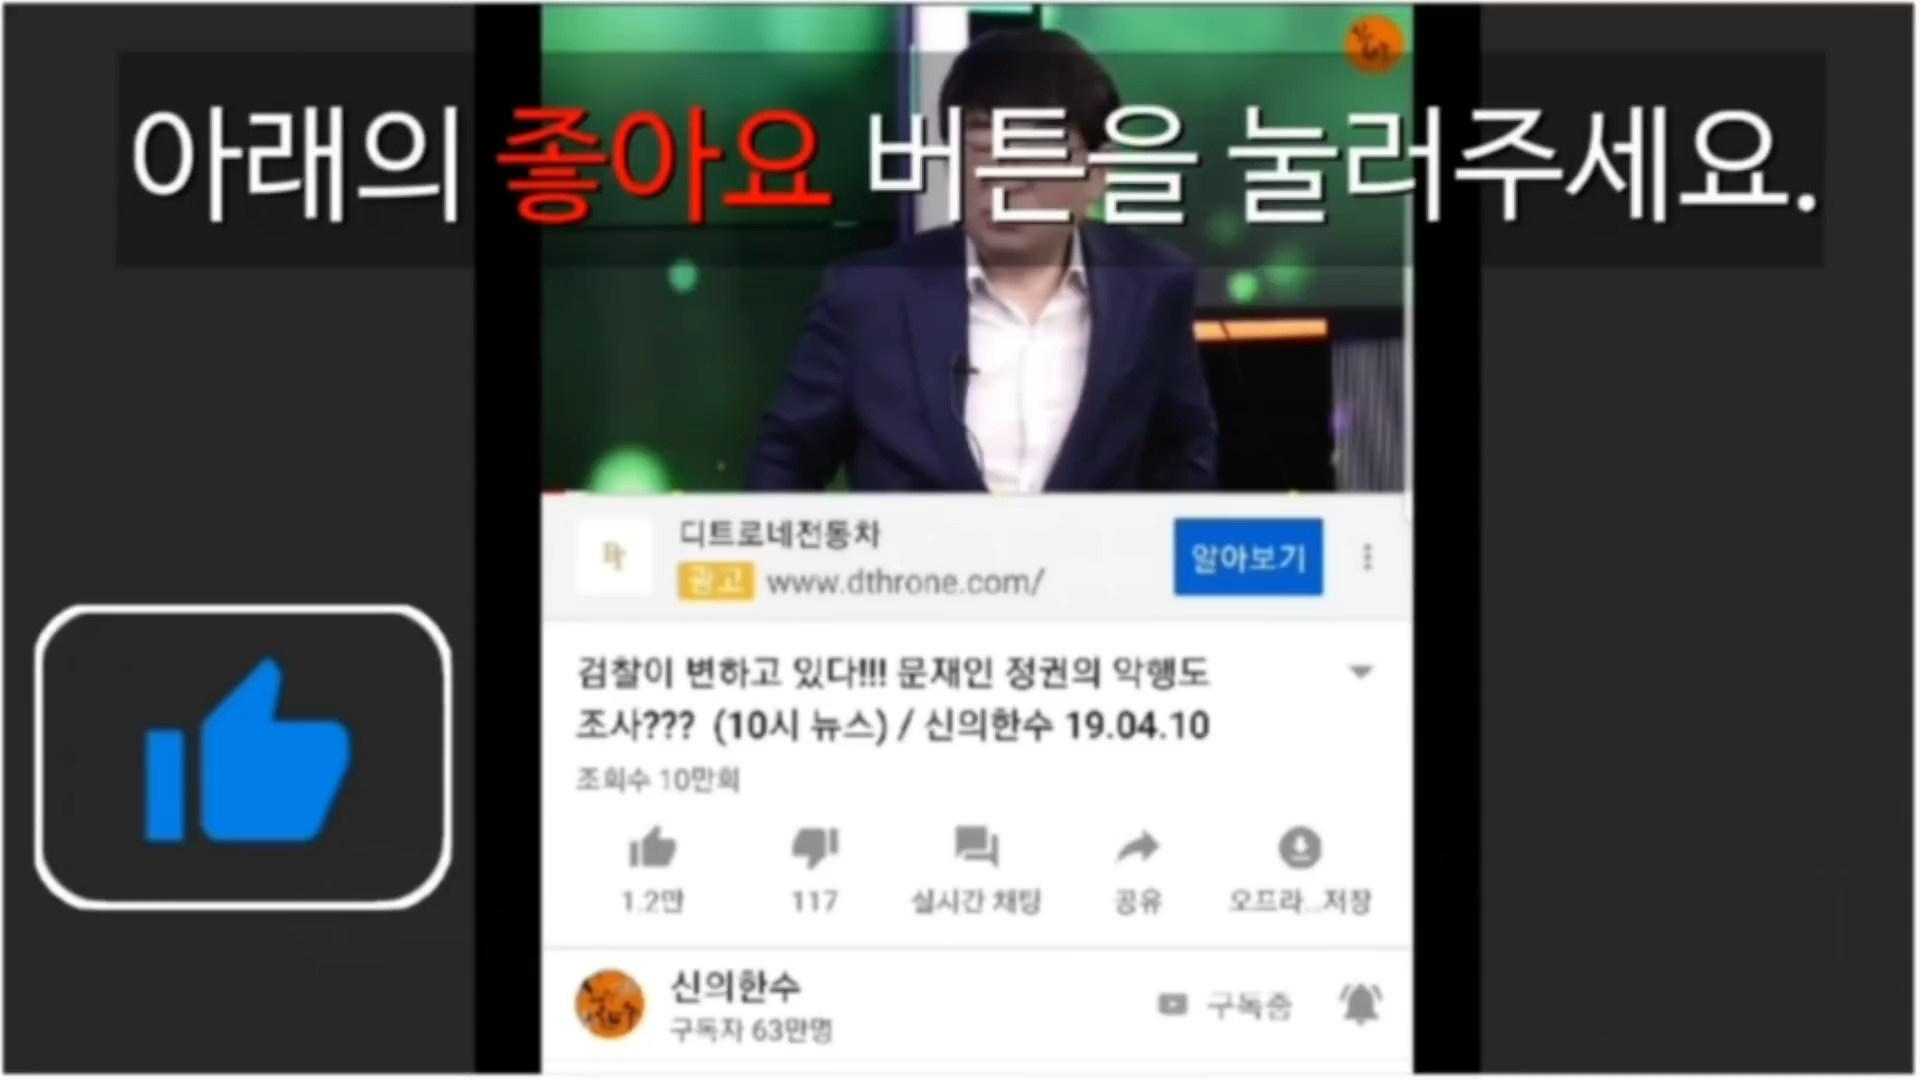 아래의 좋아요 버튼을 눌러주세요.
디트로네전동차
알아보기
광고 www.dthrone.com/
검찰이 변하고 있다!!! 문재인 정권의 악행도
조사??? (10시 뉴스) / 신의한수 19.04.10
조회수 10만회
1.2만 117 실시간 채팅 공유 오프라...저장
신의한수
구독자 63만명
구독중